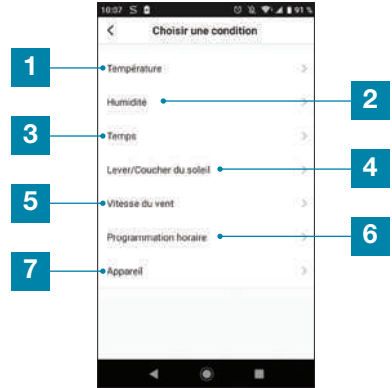 10:07 S 91 %
Choisir une condition
1 Température
Humidité 2
3 Temps
Lever/Coucher du soleil 4
5 Vitesse du vent
Programmation horaire 6
7 Appareil